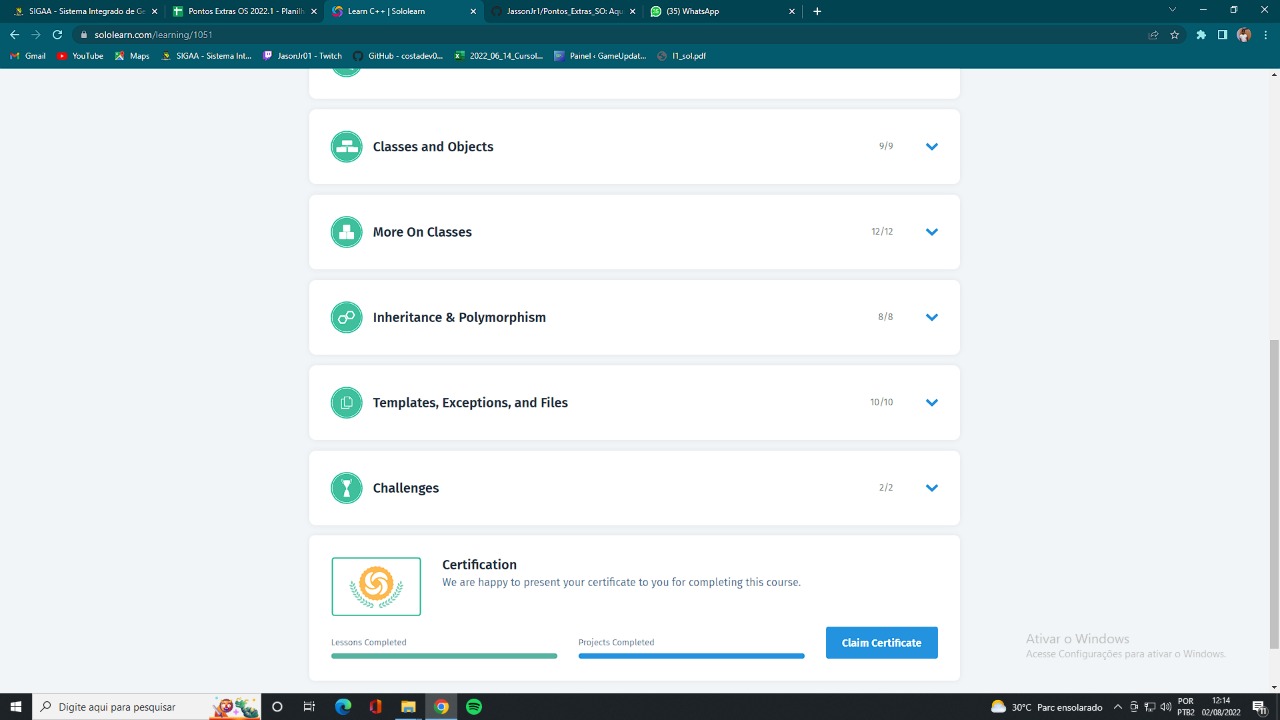 SIGAA - Sistema Integrado de Ge
Pontos Extras OS 2022.1 - Planilh
Learn C++ | Sololearn
JassonJr1/Pontos_Extras_SO: Aqu
(35) WhatsApp
sololearn.com/learning/1051
Gmail
YouTube
Maps
SIGAA - Sistema Int...
JasonJr01 - Twitch
GitHub - costadev0...
2022_06_14_Cursol...
Painel ‹ GameUpdat...
l1_sol.pdf
Classes and Objects
9/9
More On Classes
12/12
Inheritance & Polymorphism
8/8
Templates, Exceptions, and Files
10/10
Challenges
2/2
Certification
We are happy to present your certificate to you for completing this course.
Lessons Completed
Projects Completed
Claim Certificate
Ativar o Windows
Acesse Configurações para ativar o Windows.
Digite aqui para pesquisar
30°C Parc ensolarado
POR
PTB2
12:14
02/08/2022